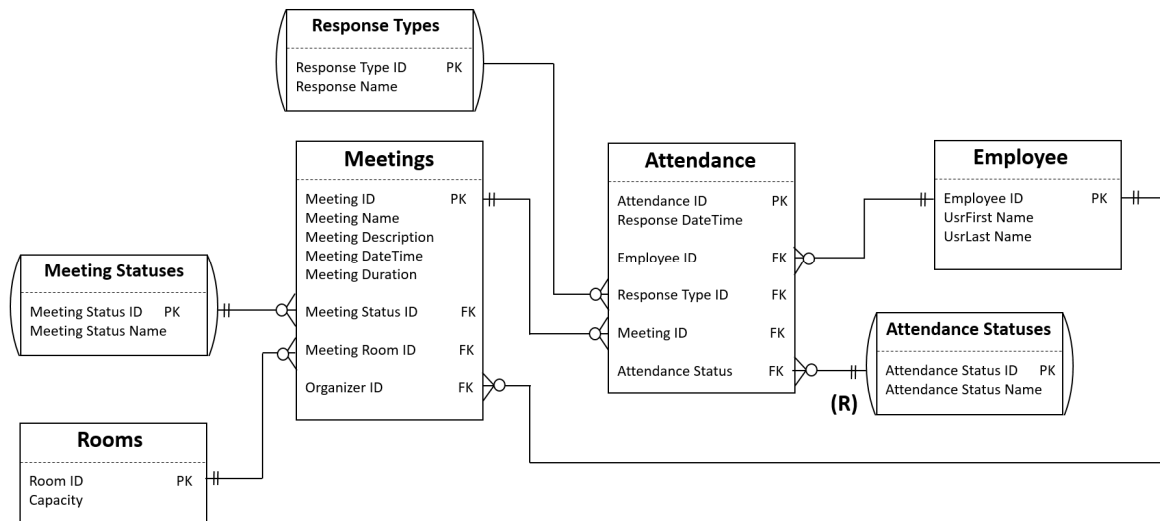 Response Types
Response Type ID PK
Response Name
Meetings
Meeting ID PK
Meeting Name
Meeting Description
Meeting DateTime
Meeting Duration
Meeting Status ID FK
Meeting Room ID FK
Organizer ID FK
Attendance
Attendance ID PK
Response DateTime
Employee ID FK
Response Type ID FK
Meeting ID FK
Attendance Status FK
Employee
Employee ID PK
UsrFirst Name
UsrLast Name
Meeting Statuses
Meeting Status ID PK
Meeting Status Name
Attendance Statuses
Attendance Status ID PK
Attendance Status Name
(R)
Rooms
Room ID PK
Capacity